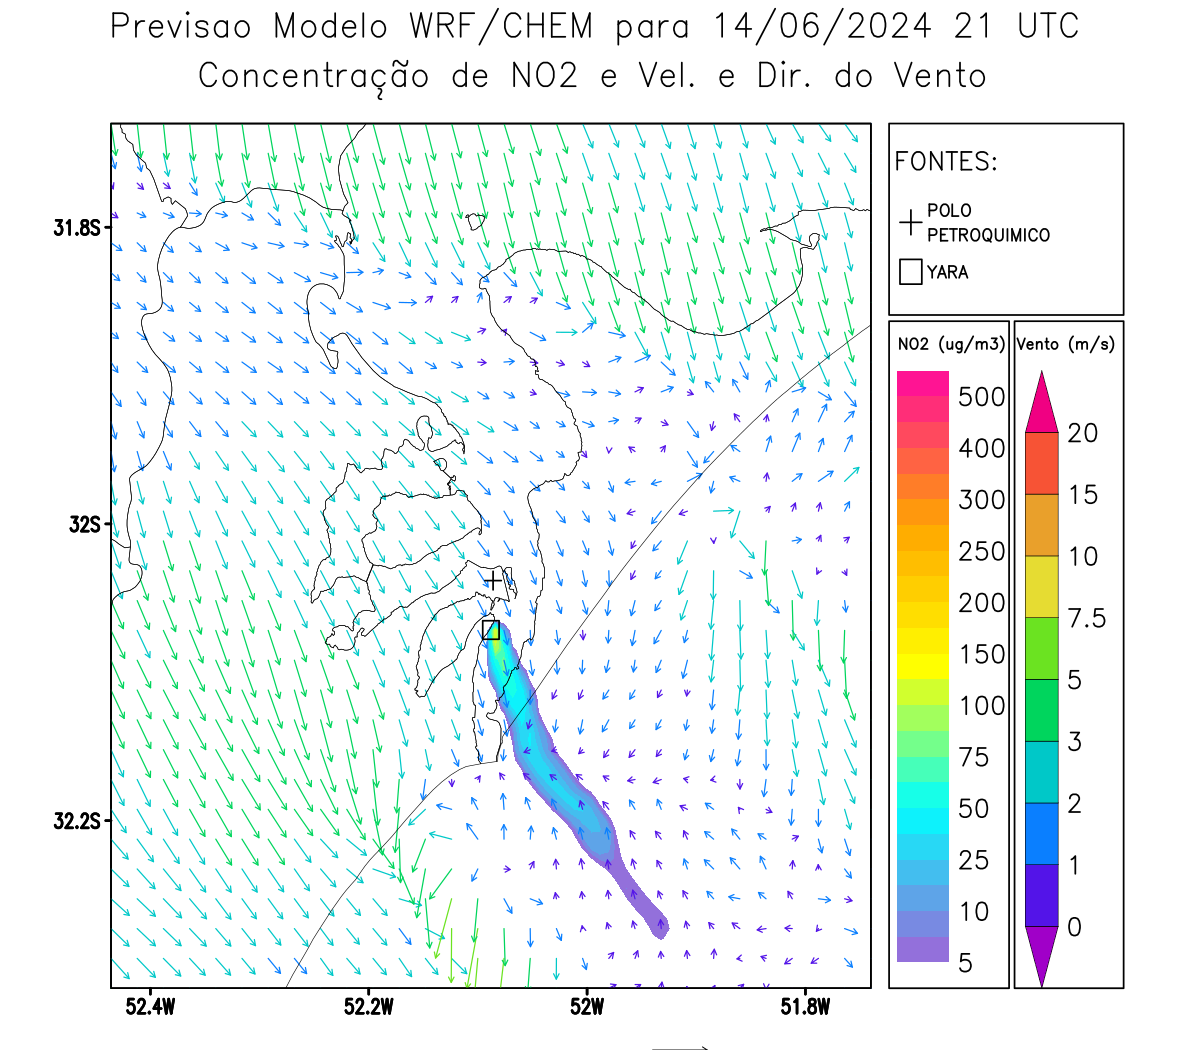 Previsao Modelo WRF/CHEM para 14/06/2024 21 UTC
Concentração de NO2 e Vel. e Dir. do Vento
FONTES:
POLO
PETROQUIMICO
YARA
NO2 (ug/m3)
500
400
300
250
200
150
100
75
50
25
10
5
Vento (m/s)
20
15
10
7.5
5
3
2
1
0
31.8S
32S
32.2S
52.4W
52.2W
52W
51.8W